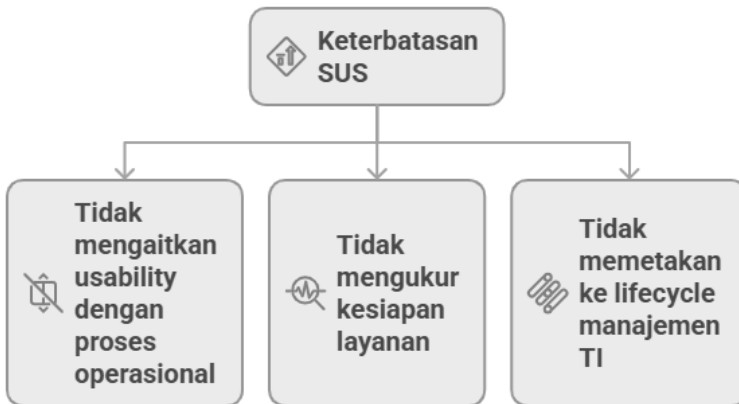 Keterbatasan
SUS
Tidak
mengaitkan
usability
dengan
proses
operasional
Tidak
mengukur
kesiapan
layanan
Tidak
memetakan
ke lifecycle
manajemen
TI